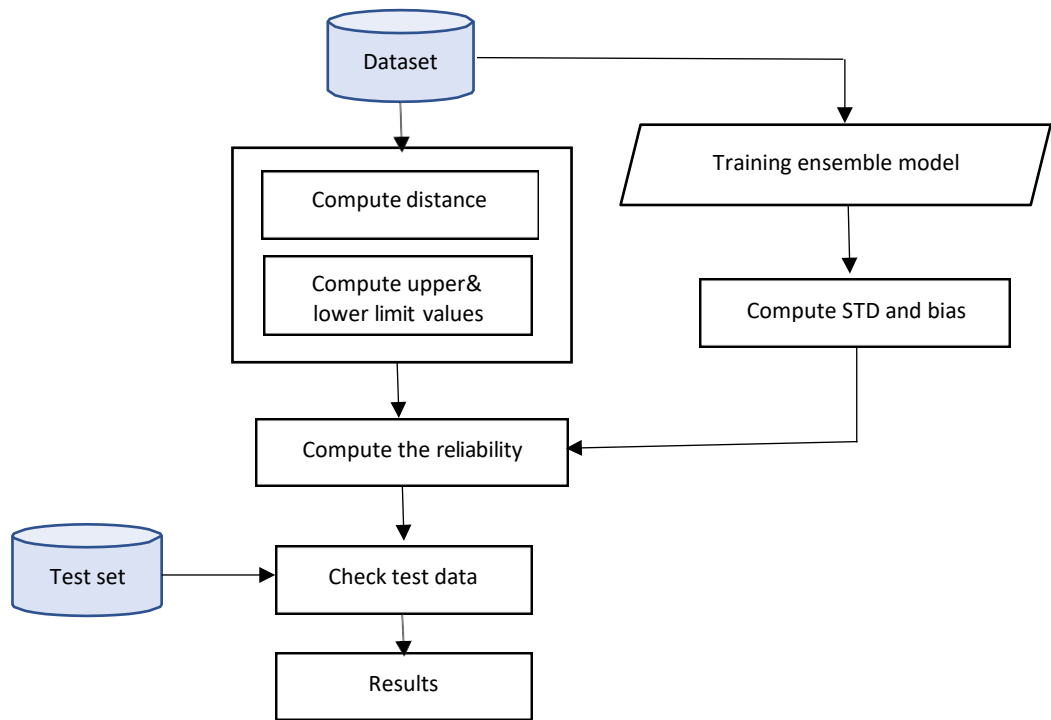 Dataset
Training ensemble model
Compute distance
Compute upper&
lower limit values
Compute STD and bias
Compute the reliability
Test set
Check test data
Results